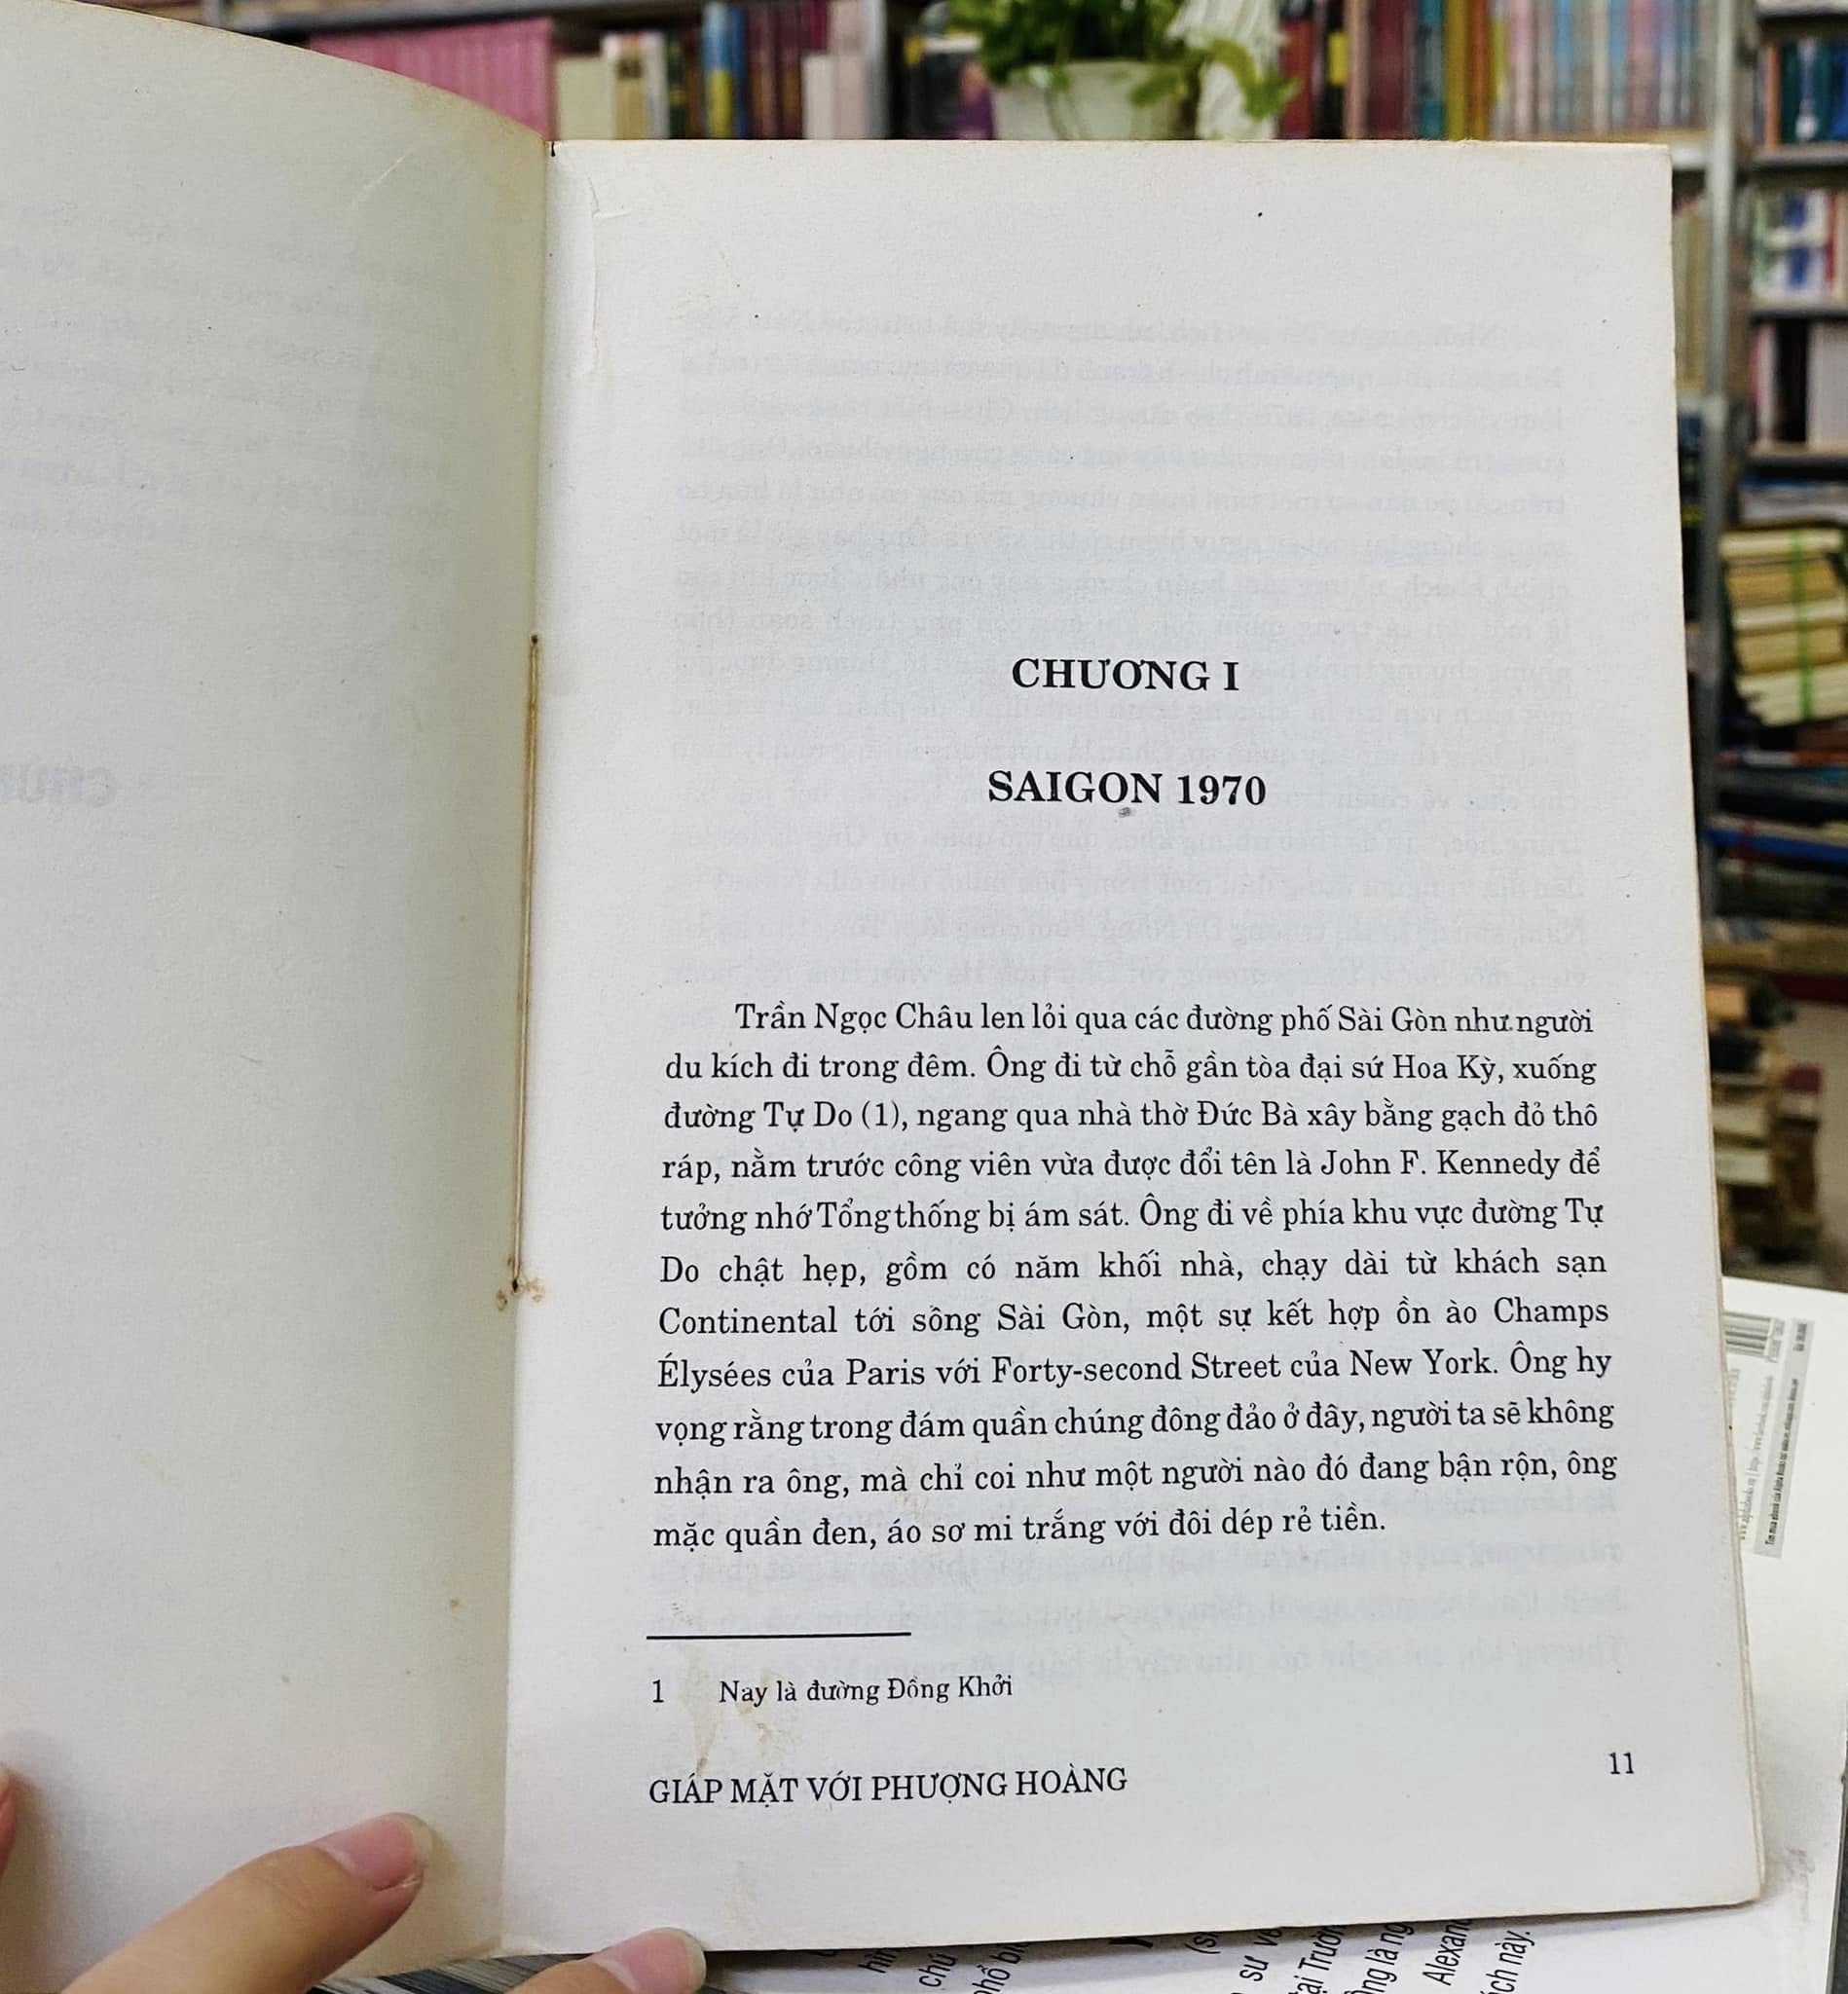 CHƯƠNG I
SAIGON 1970
Trần Ngọc Châu len lỏi qua các đường phố Sài Gòn như người
du kích đi trong đêm. Ông đi từ chỗ gần tòa đại sứ Hoa Kỳ, xuống
đường Tự Do (1), ngang qua nhà thờ Đức Bà xây bằng gạch đỏ thô
ráp, nằm trước công viên vừa được đổi tên là John F. Kennedy để
tưởng nhớ Tổng thống bị ám sát. Ông đi về phía khu vực đường Tự
Do chật hẹp, gồm có năm khối nhà, chạy dài từ khách sạn
Continental tới sông Sài Gòn, một sự kết hợp ồn ào Champs
Élysées của Paris với Forty-second Street của New York. Ông hy
vọng rằng trong đám quần chúng đông đảo ở đây, người ta sẽ không
nhận ra ông, mà chỉ coi như một người nào đó đang bận rộn, ông
mặc quần đen, áo sơ mi trắng với đôi dép rẻ tiền.
1 Nay là đường Đồng Khởi
GIÁP MẶT VỚI PHƯỢNG HOÀNG
11
chú
sư
là
Alexan
này.